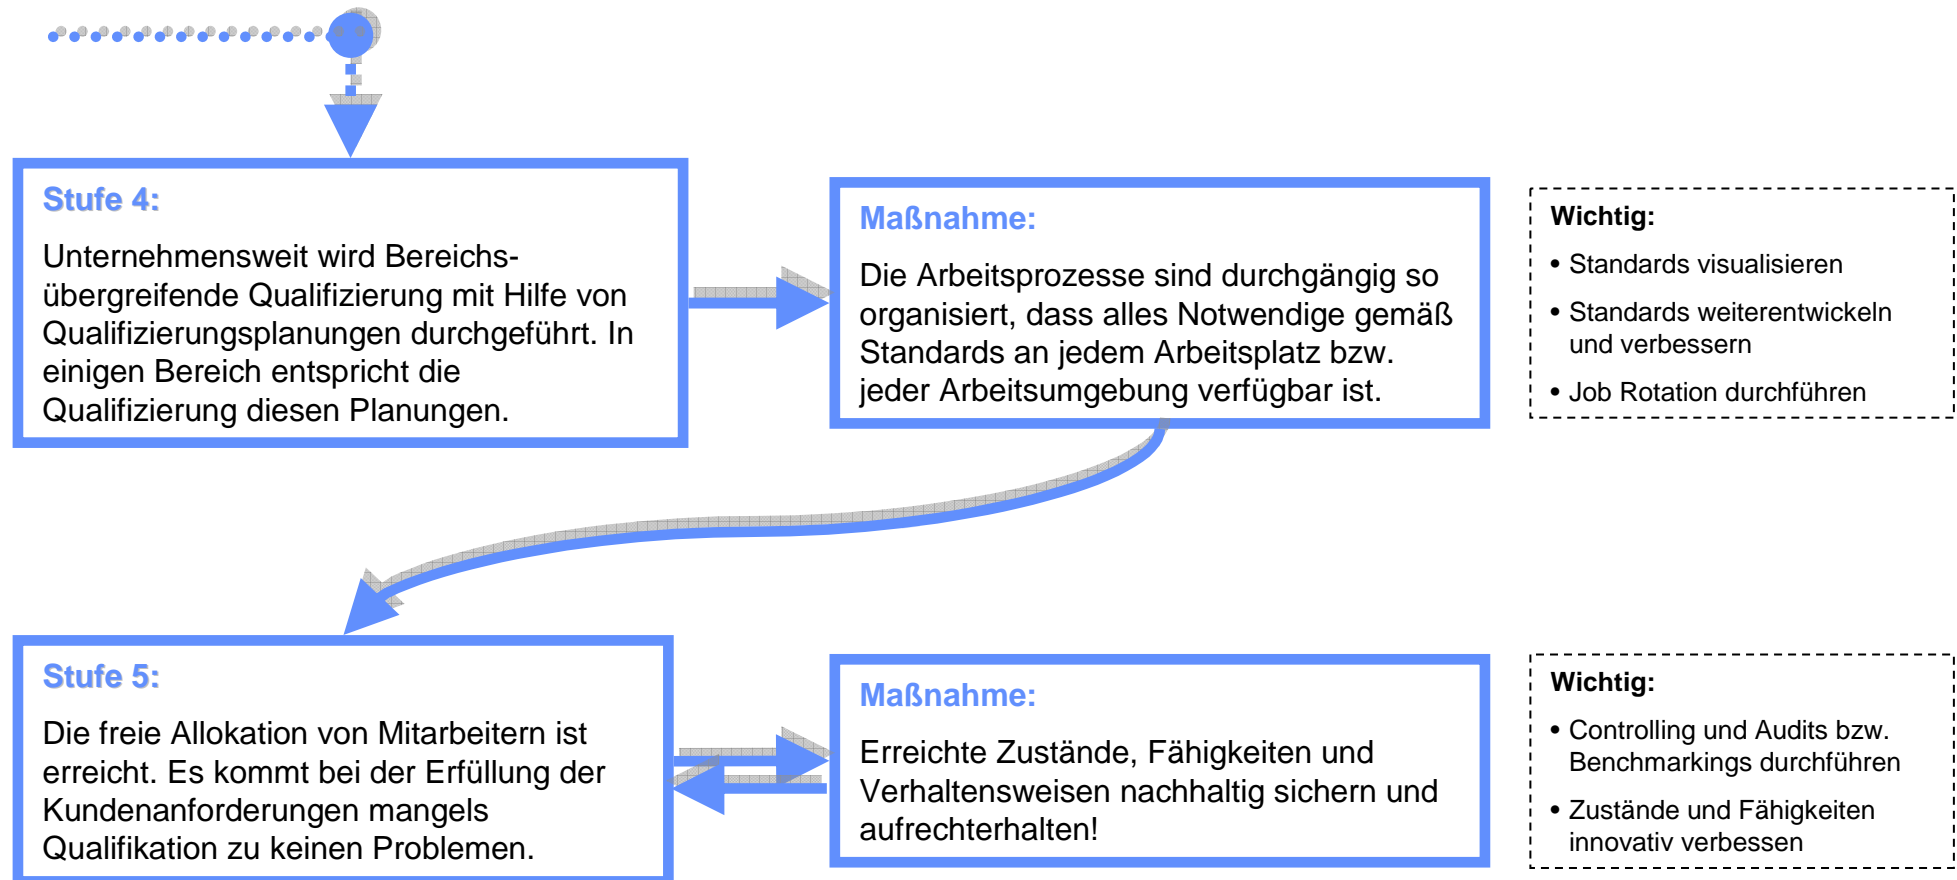 Stufe 4:
Unternehmensweit wird Bereichs-
übergreifende Qualifizierung mit Hilfe von
Qualifizierungsplanungen durchgeführt. In
einigen Bereich entspricht die
Qualifizierung diesen Planungen.
Maßnahme:
Die Arbeitsprozesse sind durchgängig so
organisiert, dass alles Notwendige gemäß
Standards an jedem Arbeitsplatz bzw.
jeder Arbeitsumgebung verfügbar ist.
Wichtig:
• Standards visualisieren
• Standards weiterentwickeln
und verbessern
• Job Rotation durchführen
Stufe 5:
Die freie Allokation von Mitarbeitern ist
erreicht. Es kommt bei der Erfüllung der
Kundenanforderungen mangels
Qualifikation zu keinen Problemen.
Maßnahme:
Erreichte Zustände, Fähigkeiten und
Verhaltensweisen nachhaltig sichern und
aufrechterhalten!
Wichtig:
• Controlling und Audits bzw.
Benchmarkings durchführen
• Zustände und Fähigkeiten
innovativ verbessen